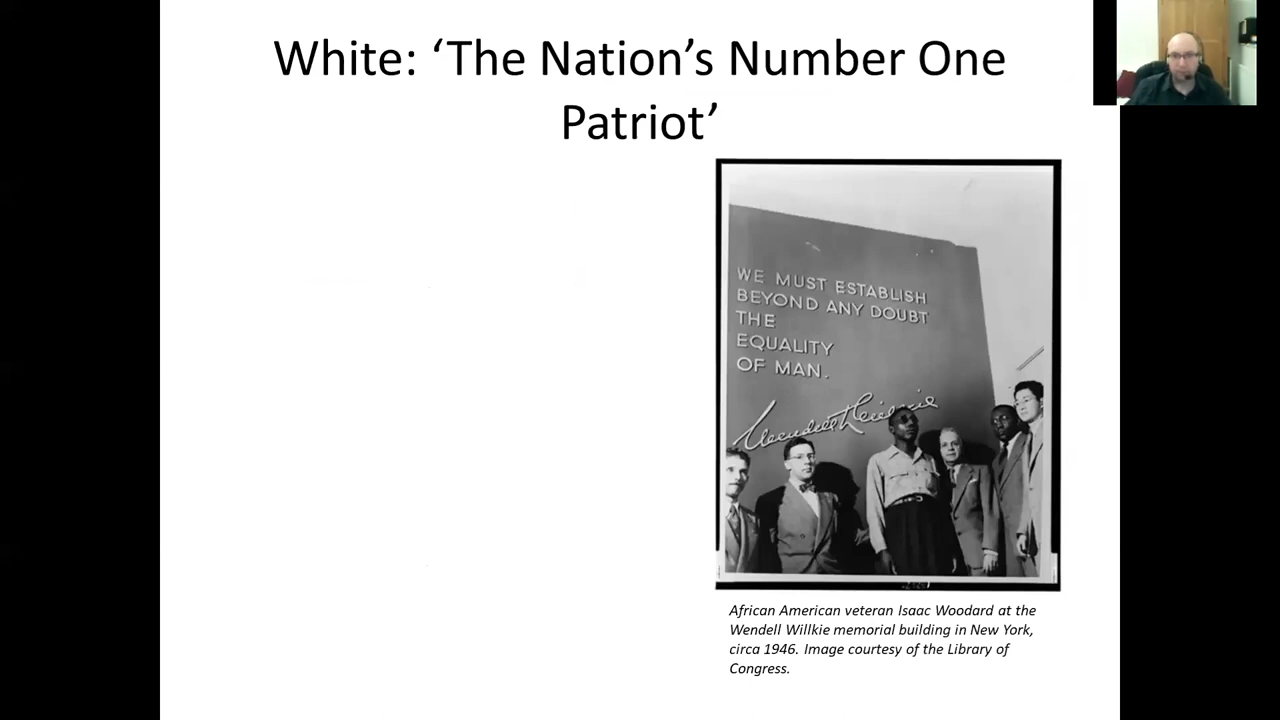 White: ‘The Nation’s Number One
Patriot’
WE MUST ESTABLISH
BEYOND ANY DOUBT
THE
EQUALITY
OF MAN.
Wendell Willkie
African American veteran Isaac Woodard at the
Wendell Willkie memorial building in New York,
circa 1946. Image courtesy of the Library of
Congress.